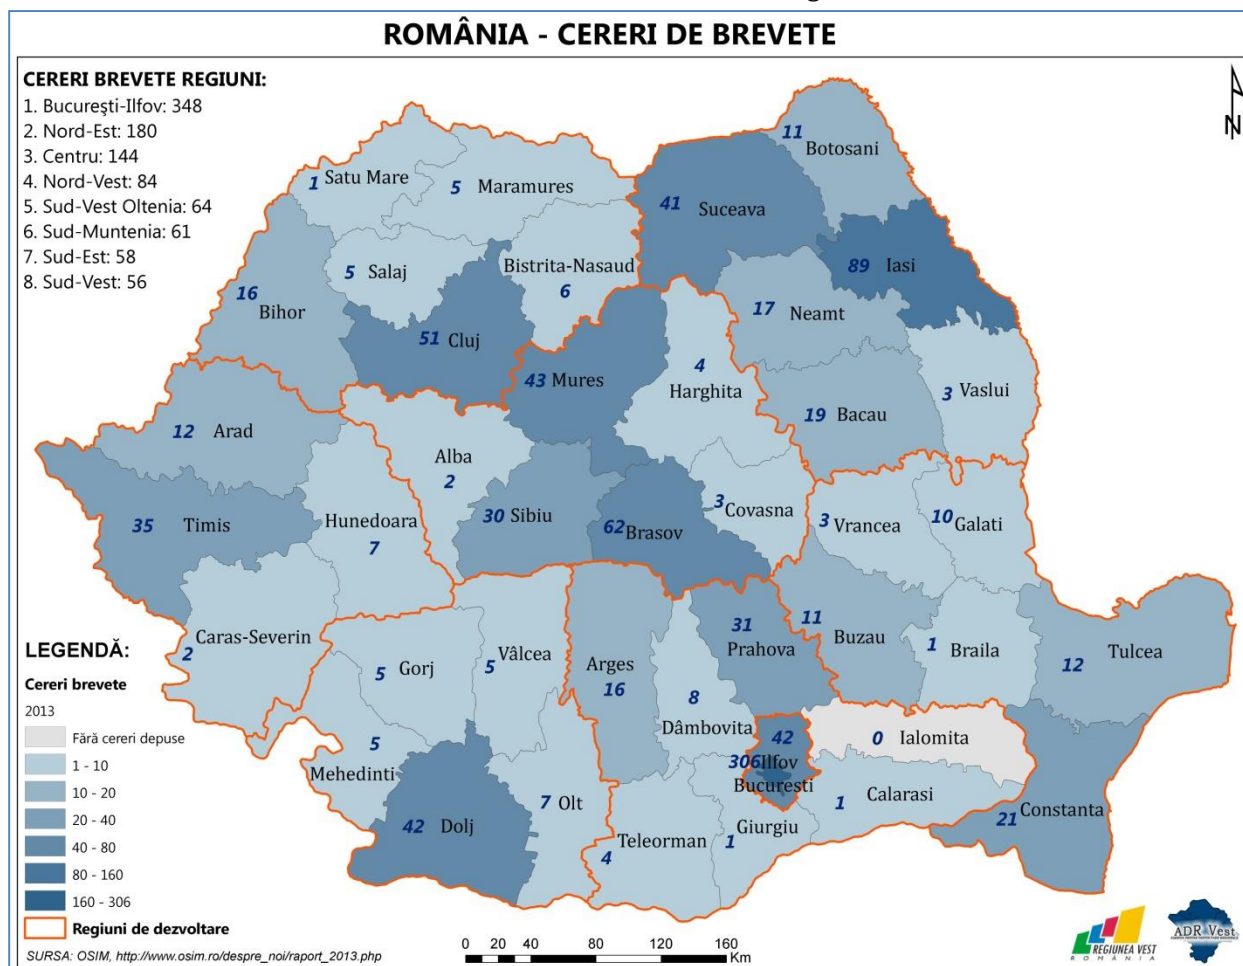 ROMÂNIA - CERERI DE BREVETE
CERERI BREVETE REGIUNI:
1. Bucureşti-Ilfov: 348
2. Nord-Est: 180
3. Centru: 144
4. Nord-Vest: 84
5. Sud-Vest Oltenia: 64
6. Sud-Muntenia: 61
7. Sud-Est: 58
8. Sud-Vest: 56
N
11 Botosani
1 Satu Mare
5 Maramures
41 Suceava
89 Iasi
5 Salaj
Bistrita-Nasaud
6
16
Bihor
17 Neamt
51 Cluj
43 Mures
4
Harghita
3 Vaslui
19 Bacau
12 Arad
Alba
2
35 Timis
Hunedoara
7
30 Sibiu
62 Brasov
3 Covasna
3 Vrancea
10 Galati
Caras-Severin
2
5 Gorj
5 Vâlcea
Arges
16
31
Prahova
11 Buzau
1 Braila
12 Tulcea
8
Dâmbovita
5
Mehedinti
42
306 Ilfov
Bucuresti
0 Ialomita
1 Calarasi
21 Constanta
42 Dolj
7 Olt
4 Teleorman
1 Giurgiu
LEGENDĂ:
Cereri brevete
2013
Fără cereri depuse
1 - 10
10 - 20
20 - 40
40 - 80
80 - 160
160 - 306
Regiuni de dezvoltare
SURSA: OSIM, http://www.osim.ro/despre_noi/raport_2013.php
0 20 40 80 120 160
Km
REGIUNEA VEST
ROMÂNIA
ADR Vest